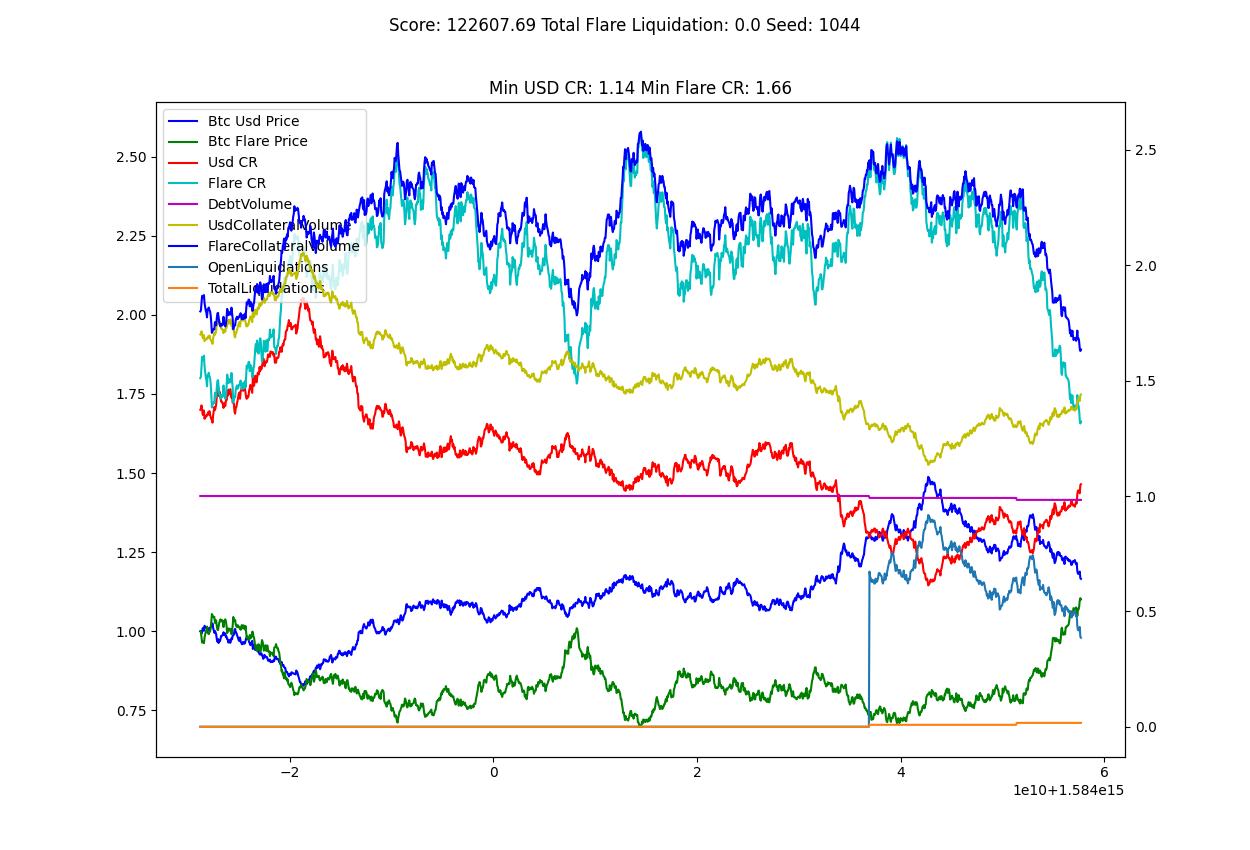 Score: 122607.69 Total Flare Liquidation: 0.0 Seed: 1044
Min USD CR: 1.14 Min Flare CR: 1.66
Btc Usd Price
Btc Flare Price
Usd CR
Flare CR
DebtVolume
UsdCollateralVolume
FlareCollateralVolume
OpenLiquidations
TotalLiquidations
2.50
2.25
2.00
1.75
1.50
1.25
1.00
0.75
2.5
2.0
1.5
1.0
0.5
0.0
−2
0
2
4
6
1e10+1.584e15